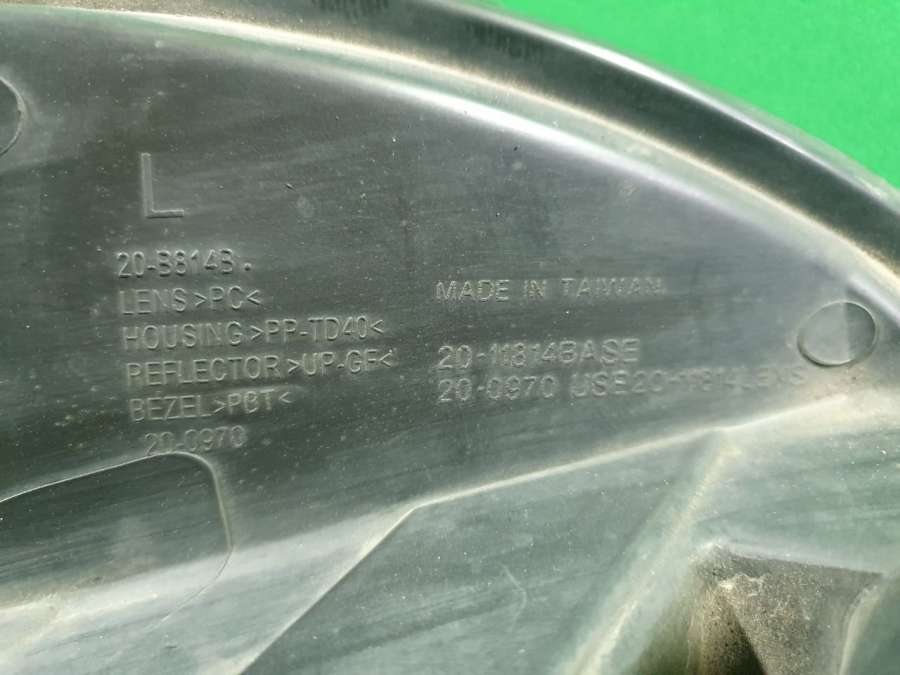 L
20-B814B.
LENS>PC<
HOUSING>PP-TD40<
REFLECTOR>UP-GF<
BEZEL>PBT<
20-0970
MADE IN TAIWAN
20-11814BASE
20-0970 USE20-11814LENS